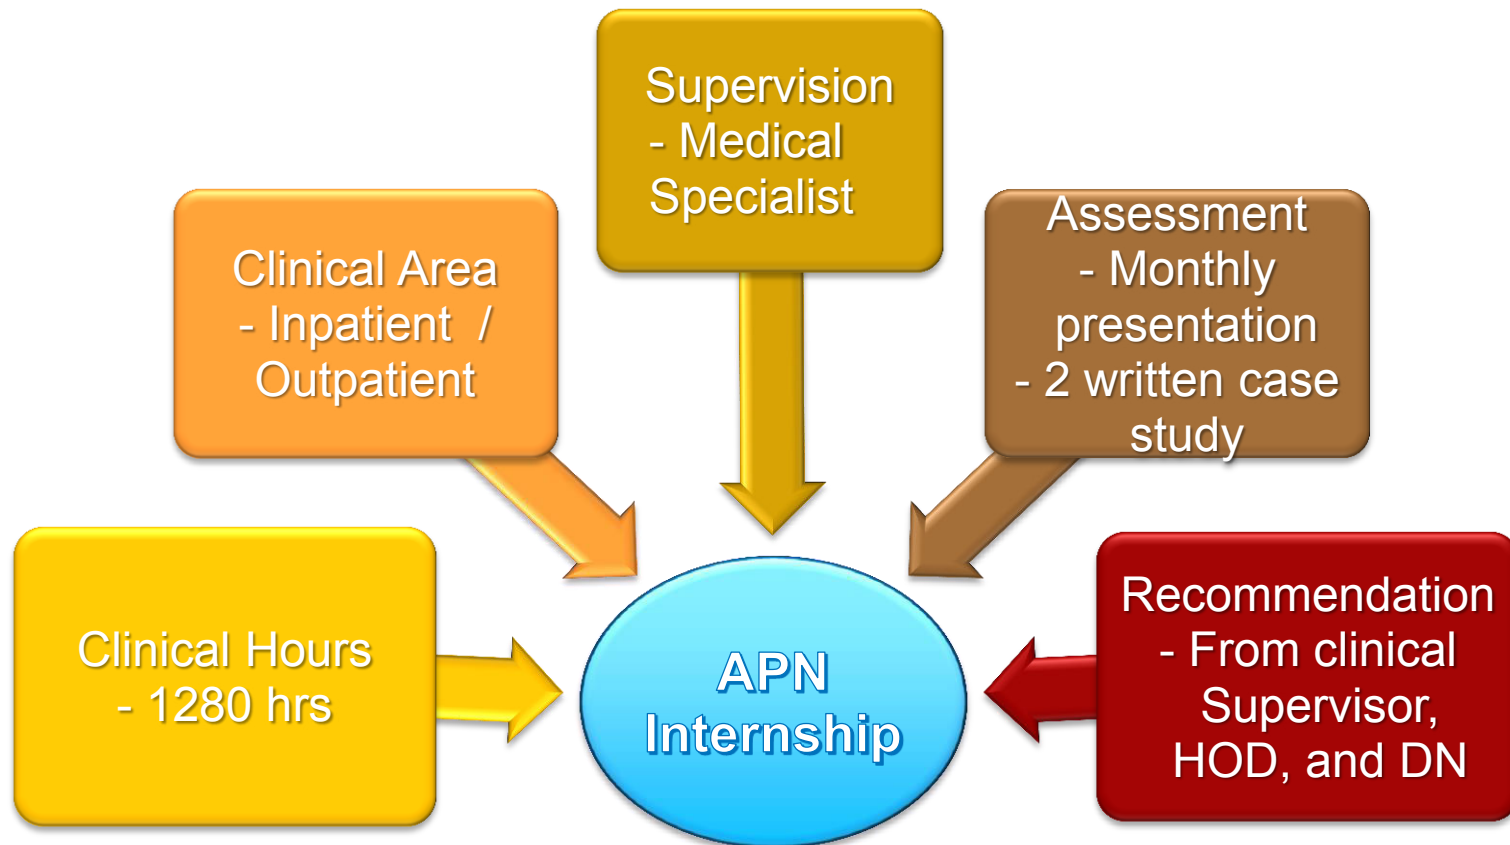 Supervision
- Medical
Specialist
Clinical Area
- Inpatient /
Outpatient
Assessment
- Monthly
presentation
- 2 written case
study
Clinical Hours
- 1280 hrs
APN
Internship
Recommendation
- From clinical
Supervisor,
HOD, and DN